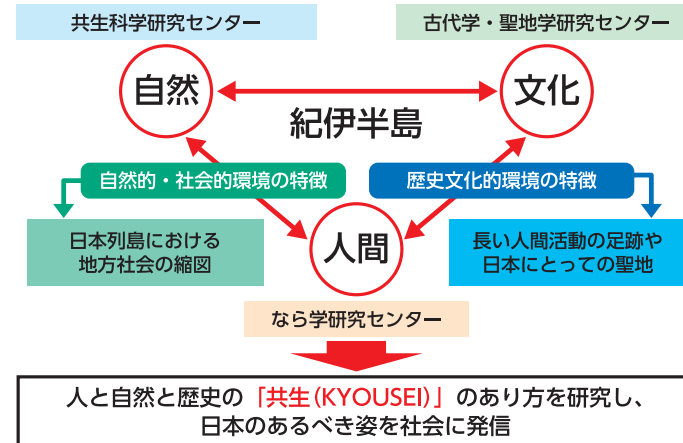 共生科学研究センター
古代学・聖地学研究センター
自然
文化
紀伊半島
自然的・社会的環境の特徴
歴史文化的環境の特徴
日本列島における
地方社会の縮図
人間
長い人間活動の足跡や
日本にとっての聖地
なら学研究センター
人と自然と歴史の「共生（KYOUSEI）」のあり方を研究し、
日本のあるべき姿を社会に発信